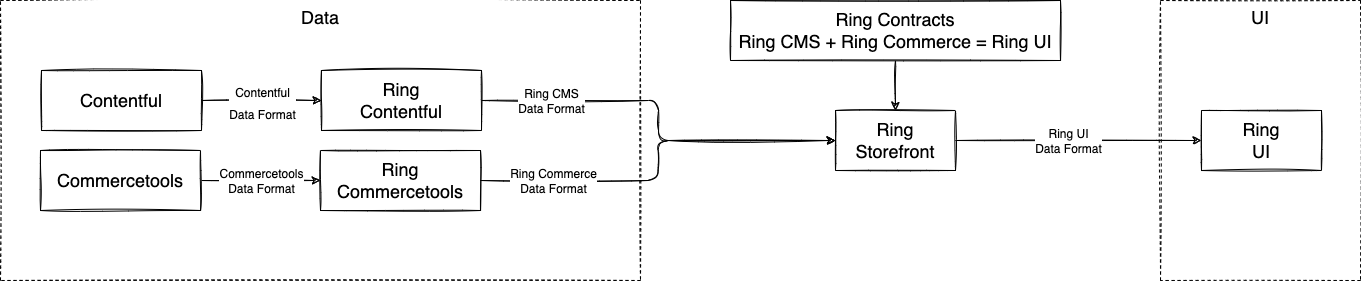 Data
Ring Contracts
Ring CMS + Ring Commerce = Ring UI
UI
Contentful
Contentful
Data Format
Ring
Contentful
Ring CMS
Data Format
Commercetools
Commercetools
Data Format
Ring
Commercetools
Ring Commerce
Data Format
Ring
Storefront
Ring UI
Data Format
Ring
UI